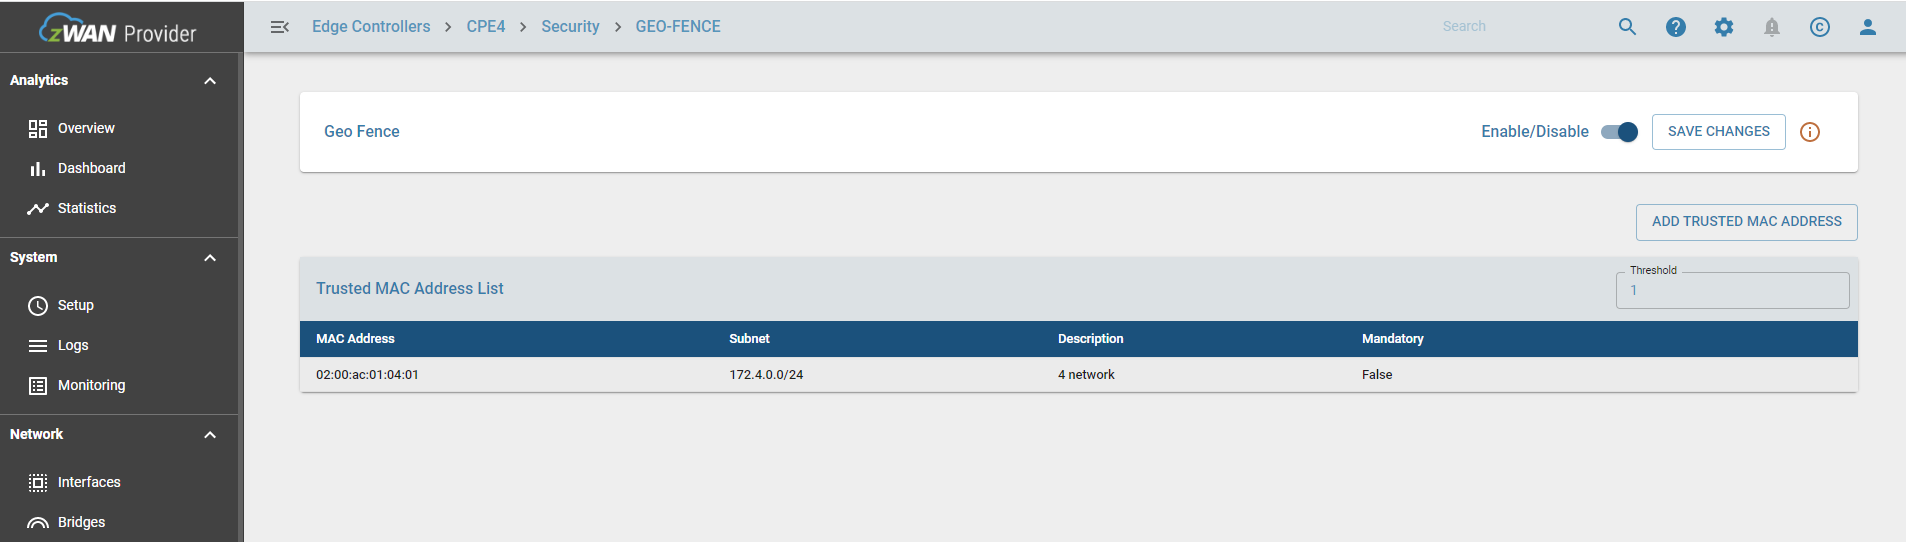 zWAN Provider
Edge Controllers > CPE4 > Security > GEO-FENCE
Search
Analytics
Overview
Dashboard
Statistics
System
Setup
Logs
Monitoring
Network
Interfaces
Bridges
Geo Fence
Enable/Disable
SAVE CHANGES
ADD TRUSTED MAC ADDRESS
Trusted MAC Address List
Threshold
1
MAC Address Subnet Description Mandatory
02:00:ac:01:04:01 172.4.0.0/24 4 network False